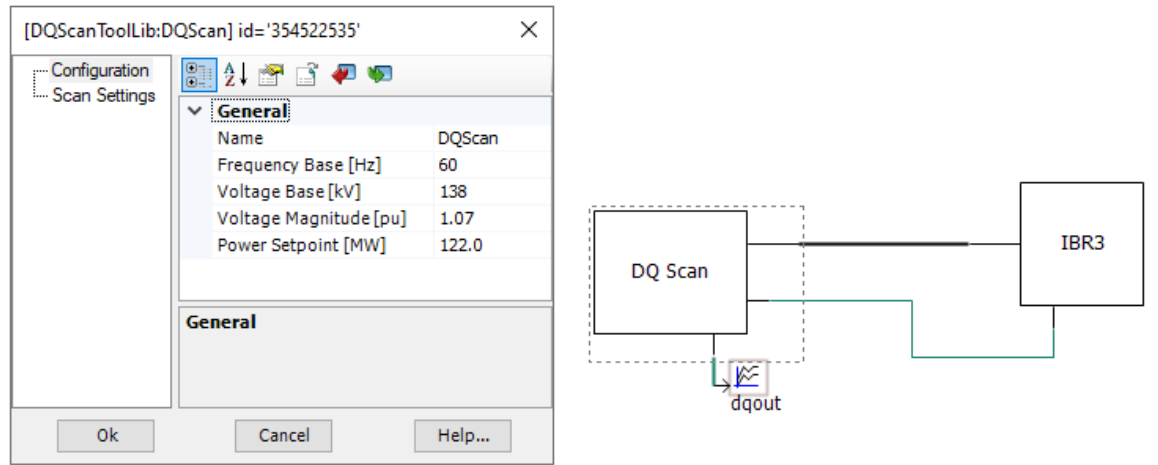 [DQScanToolLib:DQScan] id='354522535'
Configuration
Scan Settings
General
Name DQScan
Frequency Base [Hz] 60
Voltage Base [kV] 138
Voltage Magnitude [pu] 1.07
Power Setpoint [MW] 122.0
General
Ok Cancel Help...
DQ Scan
IBR3
dqout